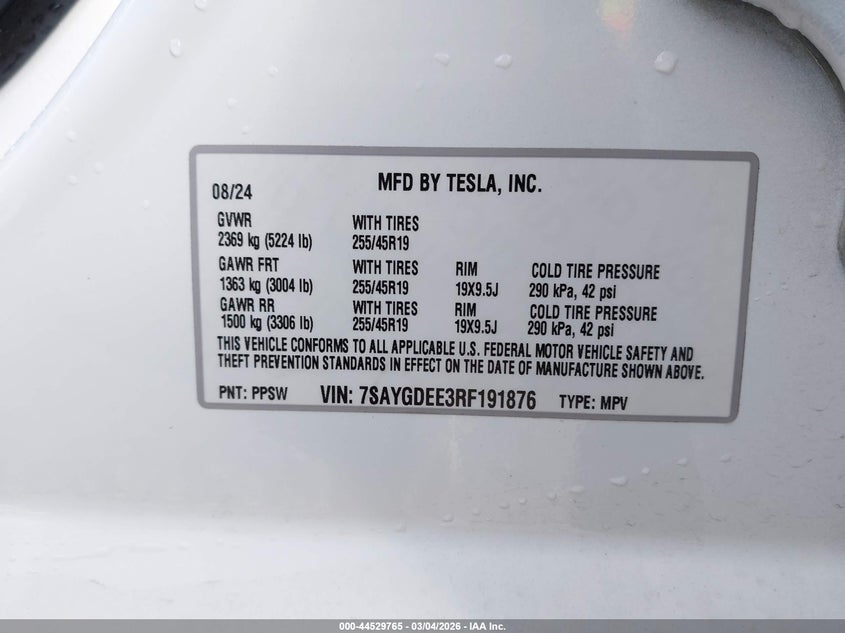 08/24 MFD BY TESLA, INC.
GVWR WITH TIRES
2369 kg (5224 lb) 255/45R19
GAWR FRT WITH TIRES RIM COLD TIRE PRESSURE
1363 kg (3004 lb) 255/45R19 19X9.5J 290 kPa, 42 psi
GAWR RR WITH TIRES RIM COLD TIRE PRESSURE
1500 kg (3306 lb) 255/45R19 19X9.5J 290 kPa, 42 psi
THIS VEHICLE CONFORMS TO ALL APPLICABLE U.S. FEDERAL MOTOR VEHICLE SAFETY AND
THEFT PREVENTION STANDARDS IN EFFECT ON THE DATE OF MANUFACTURE SHOWN ABOVE.
PNT: PPSW VIN: 7SAYGDEE3RF191876 TYPE: MPV
000-44529765 - 03/04/2026 - IAA Inc.